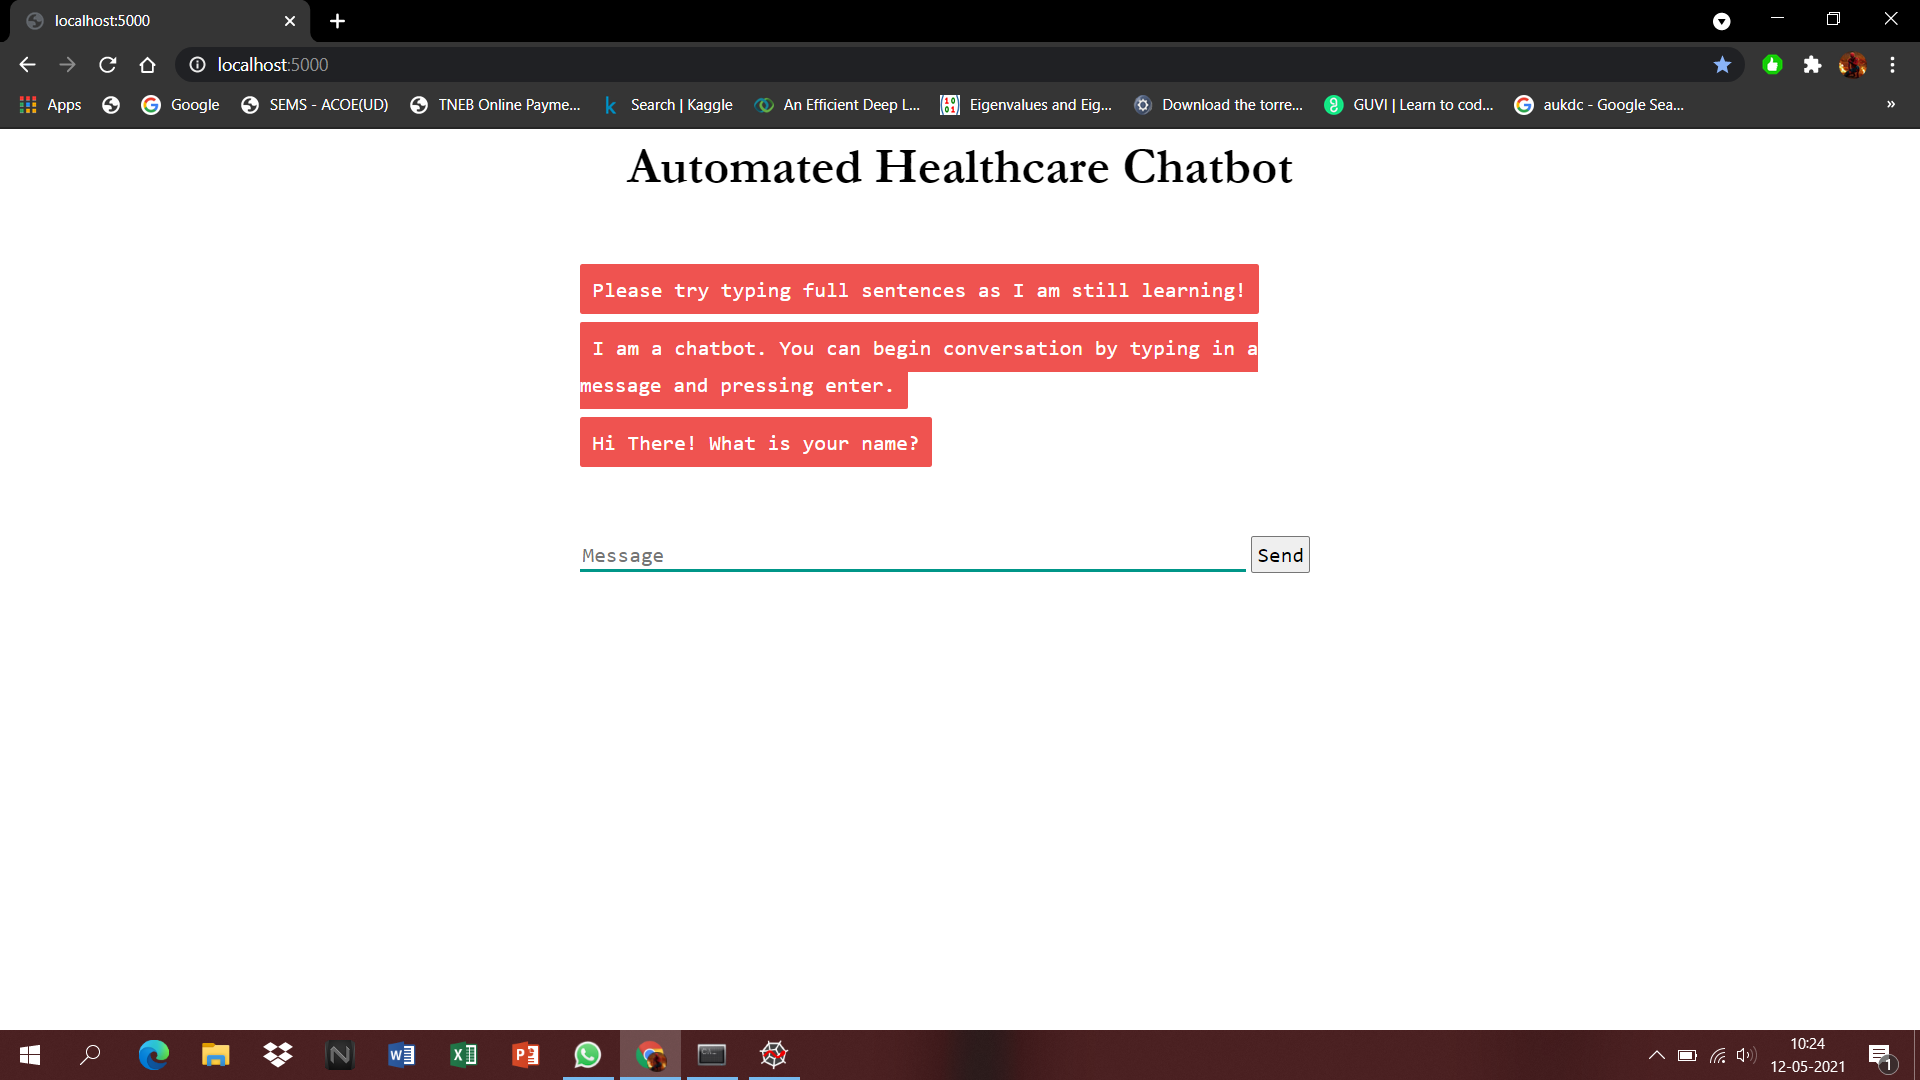 localhost:5000
localhost:5000
Apps Google SEMS - ACOE(UD) TNEB Online Payme... Search | Kaggle An Efficient Deep L... Eigenvalues and Eig... Download the torre... GUVI | Learn to cod... aukdc - Google Sea... »
Automated Healthcare Chatbot
Please try typing full sentences as I am still learning!
I am a chatbot. You can begin conversation by typing in a
message and pressing enter.
Hi There! What is your name?
Message Send
10:24
12-05-2021
1